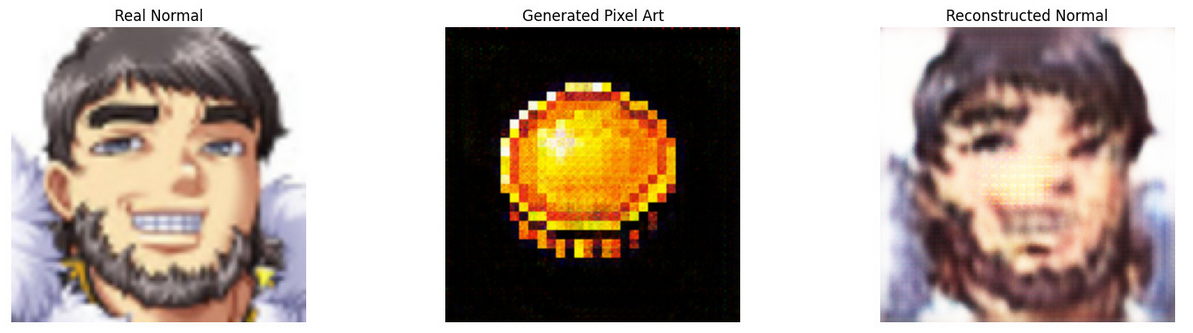 Real Normal
Generated Pixel Art
Reconstructed Normal